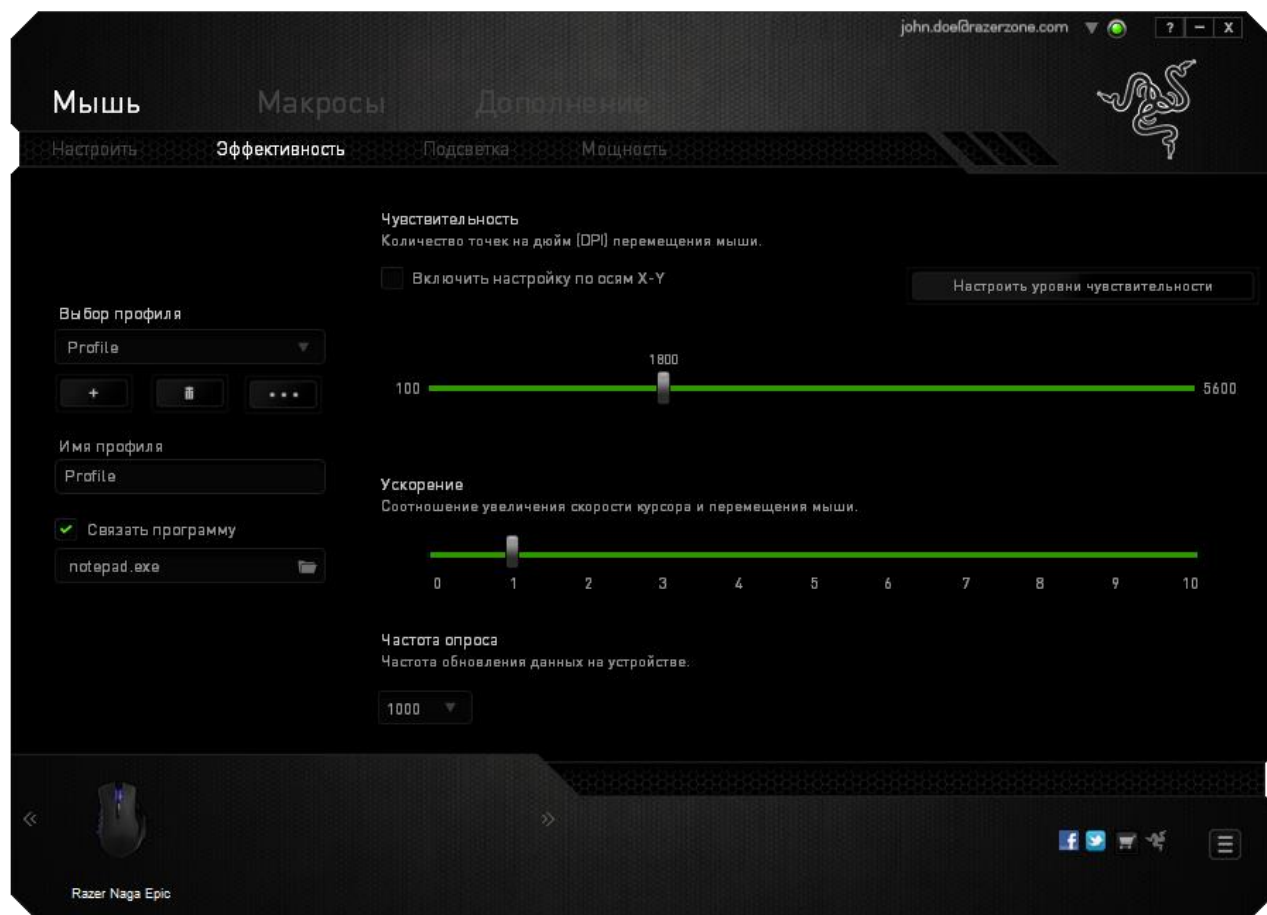 john.doe@razerzone.com
? – X
Мышь Макросы Дополнение
Настроить Эффективность Подсветка Мощность
Чувствительность
Количество точек на дюйм (DPI) перемещения мыши.
Включить настройку по осям X-Y
Настроить уровни чувствительности
Выбор профиля
Profile
1800
100 5600
+
Имя профиля
Profile
Ускорение
Соотношение увеличения скорости курсора и перемещения мыши.
Связать программу
notepad.exe
0 1 2 3 4 5 6 7 8 9 10
Частота опроса
Частота обновления данных на устройстве.
1000
Razer Naga Epic